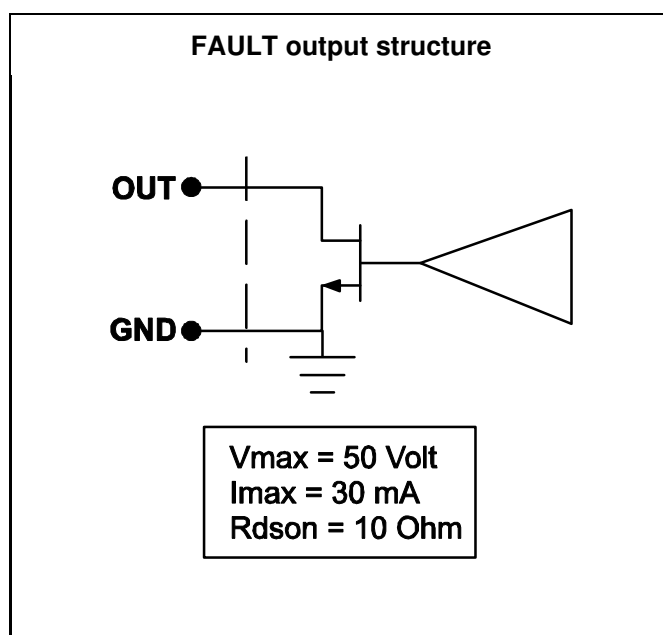 FAULT output structure
OUT
GND
Vmax = 50 Volt
Imax = 30 mA
Rdson = 10 Ohm